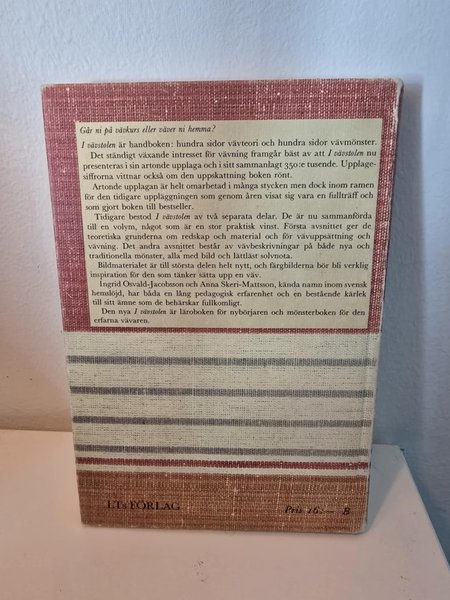 Går ni på vävkurs eller väver ni hemma?
I vävstolen är handboken: hundra sidor vävteori och hundra sidor vävmönster.
Det ständigt växande intresset för vävning framgår bäst av att I vävstolen nu
presenteras i sin artonde upplaga och i sitt sammanlagt 350:e tusende. Upplage-
siffrorna vittnar också om den uppskattning boken rönt.
Artonde upplagan är helt omarbetad i många stycken men dock inom ramen
för den tidigare uppläggningen som genom åren visat sig vara en fullträff och
som gjort boken till bestseller.
Tidigare bestod I vävstolen av två separata delar. De är nu sammanförda
till en volym, något som är en stor praktisk vinst. Första avsnittet ger de
teoretiska grunderna om redskap och material och för vävuppsättning och
vävning. Det andra avsnittet består av vävbeskrivningar på både nya och
traditionella mönster, alla med bild och lättläst solvnota.
Bildmaterialet är till största delen helt nytt, och färgbilderna bör bli verklig
inspiration för den som tänker sätta upp en väv.
Ingrid Osvald-Jacobsson och Anna Skeri-Mattsson, kända namn inom svensk
hemslöjd, har båda en lång pedagogisk erfarenhet och en bestående kärlek
till sitt ämne som de behärskar fullkomligt.
Den nya I vävstolen är läroboken för nybörjaren och mönsterboken för den
erfarna vävaren.
LTs FÖRLAG
Pris 16:— B